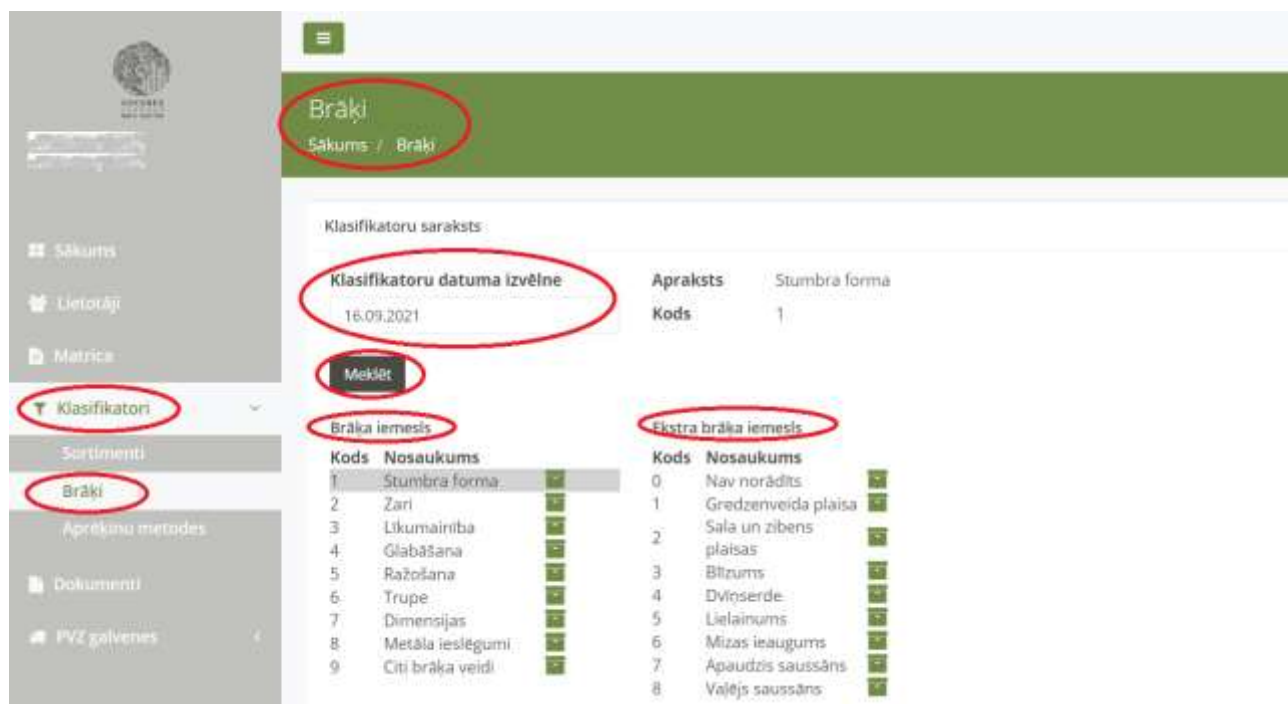 Brāķi
Sākums / Brāķi
Sākums
Lietotāji
Matrica
Klasifikatori
Sortimenti
Brāķi
Aprēķinu metodes
Dokumenti
PVZ galvenes
Klasifikatoru saraksts
Klasifikatoru datuma izvēlne
16.09.2021
Apraksts Stumbra forma
Kods 1
Meklēt
Brāķa iemesls
Kods Nosaukums
1 Stumbra forma
2 Zari
3 Līkumainība
4 Glabāšana
5 Ražošana
6 Trupe
7 Dimensijas
8 Metāla ieslēgumi
9 Citi brāķa veidi
Ekstra brāķa iemesls
Kods Nosaukums
0 Nav norādīts
1 Gredzenveida plaisa
2 Sala un zibens
plaisas
3 Blīzums
4 Dvīņserde
5 Lielainums
6 Mizas ieaugums
7 Apaudzis saussāns
8 Vaļējs saussāns